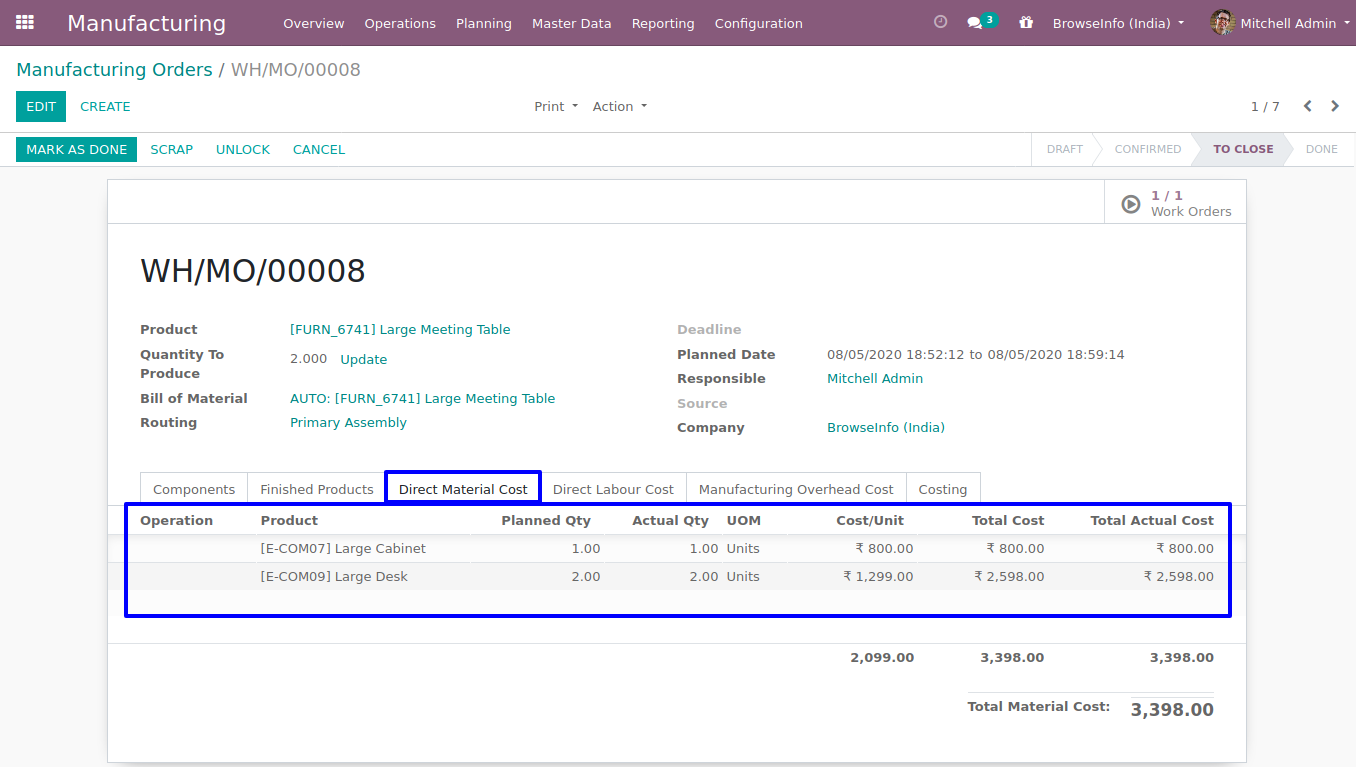 Manufacturing Overview Operations Planning Master Data Reporting Configuration 3 BrowseInfo (India) Mitchell Admin
Manufacturing Orders / WH/MO/00008
EDIT CREATE Print Action 1 / 7
MARK AS DONE SCRAP UNLOCK CANCEL DRAFT CONFIRMED TO CLOSE DONE
1 / 1
Work Orders
WH/MO/00008
Product [FURN_6741] Large Meeting Table
Quantity To Produce 2.000 Update
Bill of Material AUTO: [FURN_6741] Large Meeting Table
Routing Primary Assembly
Deadline
Planned Date 08/05/2020 18:52:12 to 08/05/2020 18:59:14
Responsible Mitchell Admin
Source
Company BrowseInfo (India)
Components Finished Products Direct Material Cost Direct Labour Cost Manufacturing Overhead Cost Costing
Operation Product Planned Qty Actual Qty UOM Cost/Unit Total Cost Total Actual Cost
[E-COM07] Large Cabinet 1.00 1.00 Units ₹ 800.00 ₹ 800.00 ₹ 800.00
[E-COM09] Large Desk 2.00 2.00 Units ₹ 1,299.00 ₹ 2,598.00 ₹ 2,598.00
2,099.00 3,398.00 3,398.00
Total Material Cost: 3,398.00